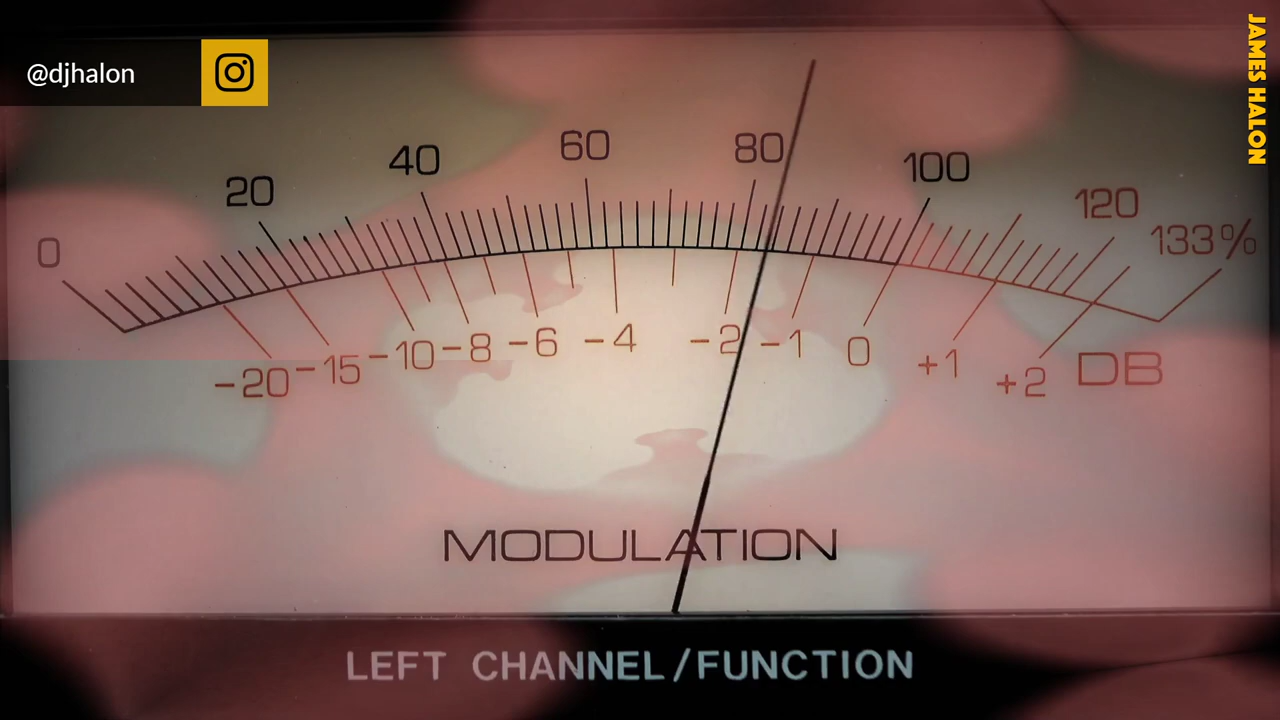 @djhalon
JAMES HALON
0 20 40 60 80 100 120 133%
-20 -15 -10 -8 -6 -4 -2 -1 0 +1 +2 DB
MODULATION
LEFT CHANNEL/FUNCTION